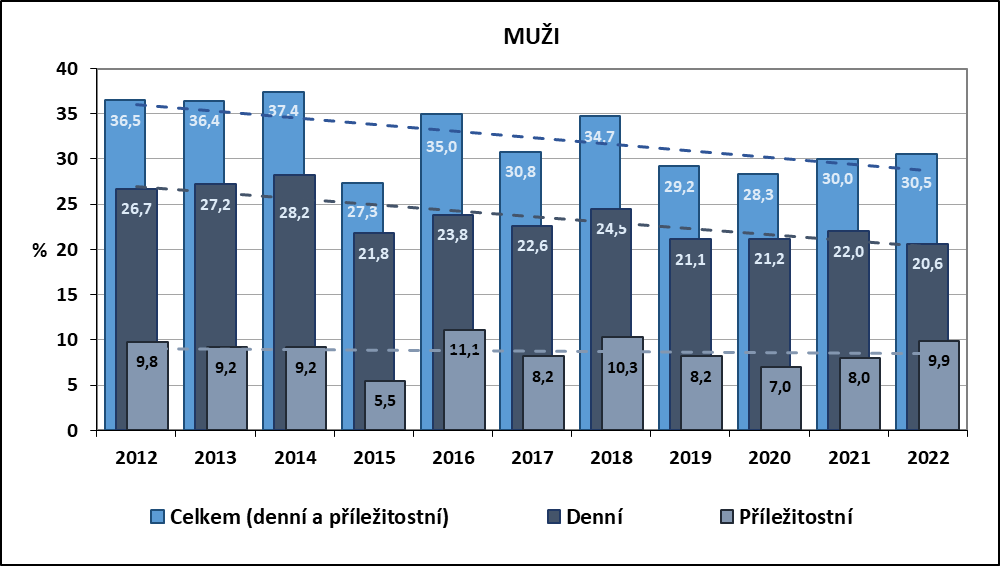 MUŽI
40
35
30
25
20
15
10
5
0
%
36,5 36,4 37,4 27,3 35,0 30,8 34,7 29,2 28,3 30,0 30,5
26,7 27,2 28,2 21,8 23,8 22,6 24,5 21,1 21,2 22,0 20,6
9,8 9,2 9,2 5,5 11,1 8,2 10,3 8,2 7,0 8,0 9,9
2012 2013 2014 2015 2016 2017 2018 2019 2020 2021 2022
Celkem (denní a příležitostní) Denní Příležitostní